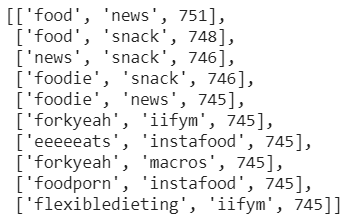 [['food', 'news', 751],
['food', 'snack', 748],
['news', 'snack', 746],
['foodie', 'snack', 746],
['foodie', 'news', 745],
['forkyeah', 'iifym', 745],
['eeeeeats', 'instafood', 745],
['forkyeah', 'macros', 745],
['foodporn', 'instafood', 745],
['flexibledieting', 'iifym', 745]]